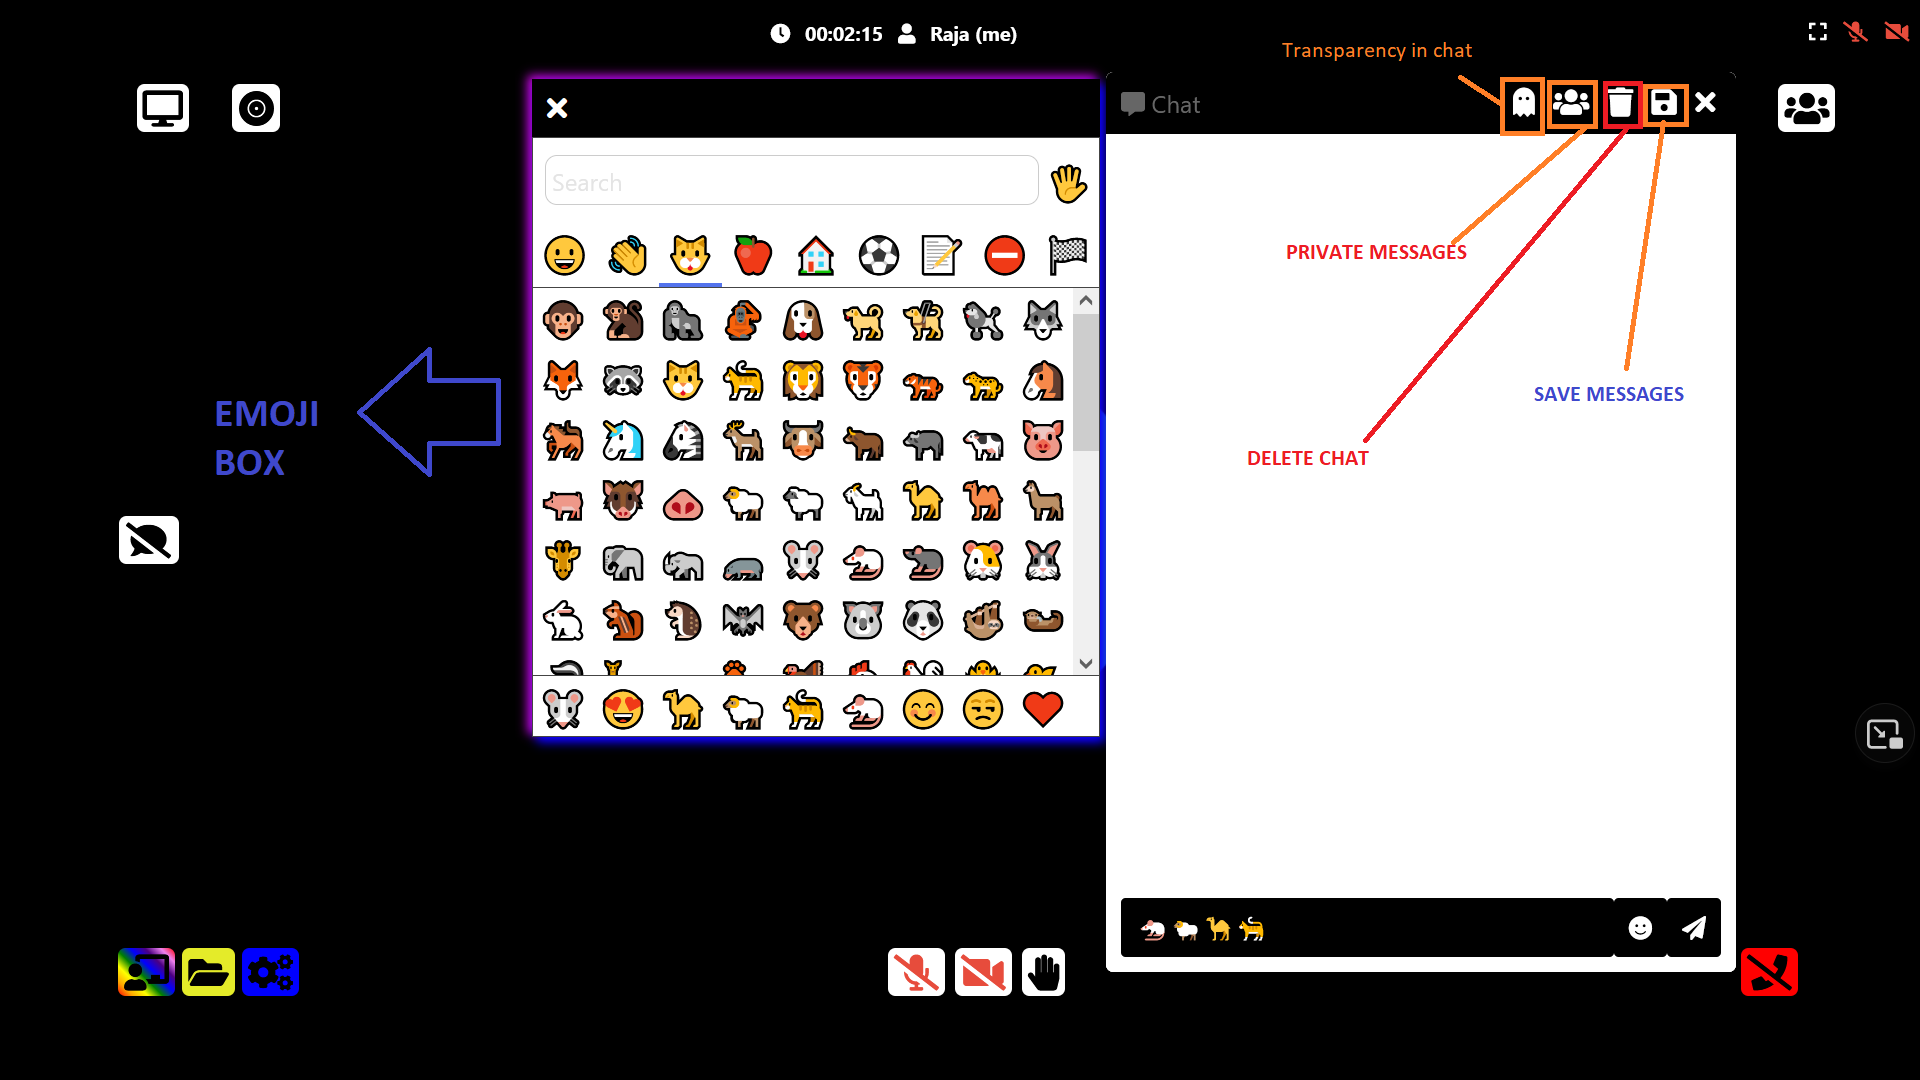 00:02:15 Raja (me)
Transparency in chat
Chat
Search
PRIVATE MESSAGES
SAVE MESSAGES
EMOJI
BOX
DELETE CHAT